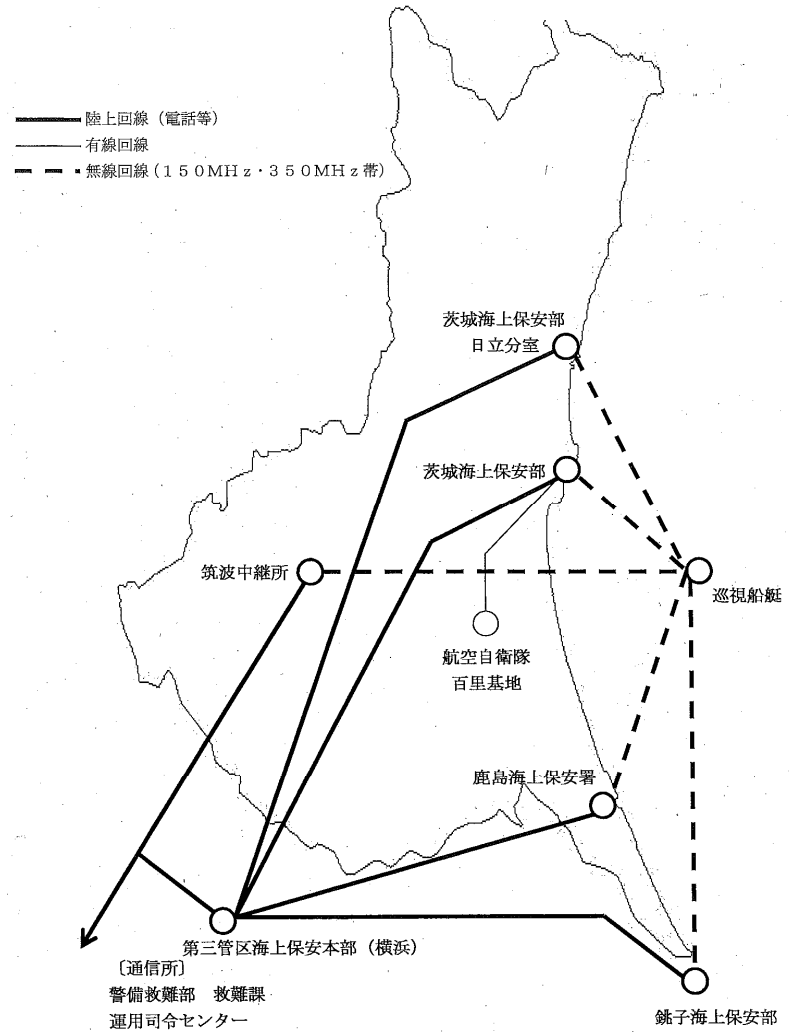 陸上回線（電話等）
有線回線
無線回線（１５０MHｚ・３５０MHｚ帯）
茨城海上保安部
日立分室
茨城海上保安部
筑波中継所
巡視船艇
航空自衛隊
百里基地
鹿島海上保安署
第三管区海上保安本部（横浜）
〔通信所〕
警備救難部　救難課
運用司令センター
銚子海上保安部